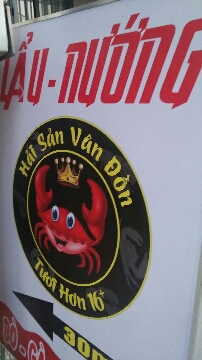 LẨU - NƯỚNG
Hải Sản Vân Đồn
Tươi Hơn 16+
300